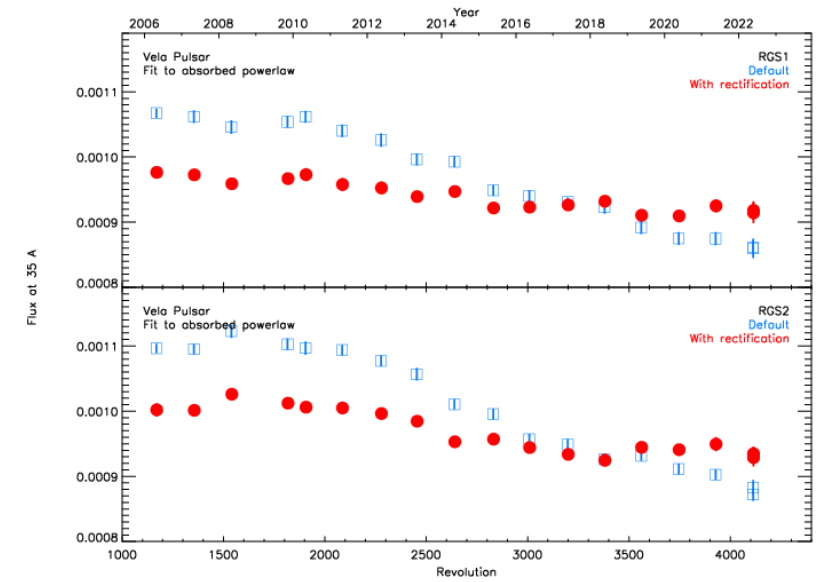 Year
2006 2008 2010 2012 2014 2016 2018 2020 2022
Vela Pulsar
Fit to absorbed powerlaw
RGS1
Default
With rectification
0.0011
0.0010
0.0009
0.0008
Flux at 35 A
Vela Pulsar
Fit to absorbed powerlaw
RGS2
Default
With rectification
0.0011
0.0010
0.0009
0.0008
1000 1500 2000 2500 3000 3500 4000
Revolution